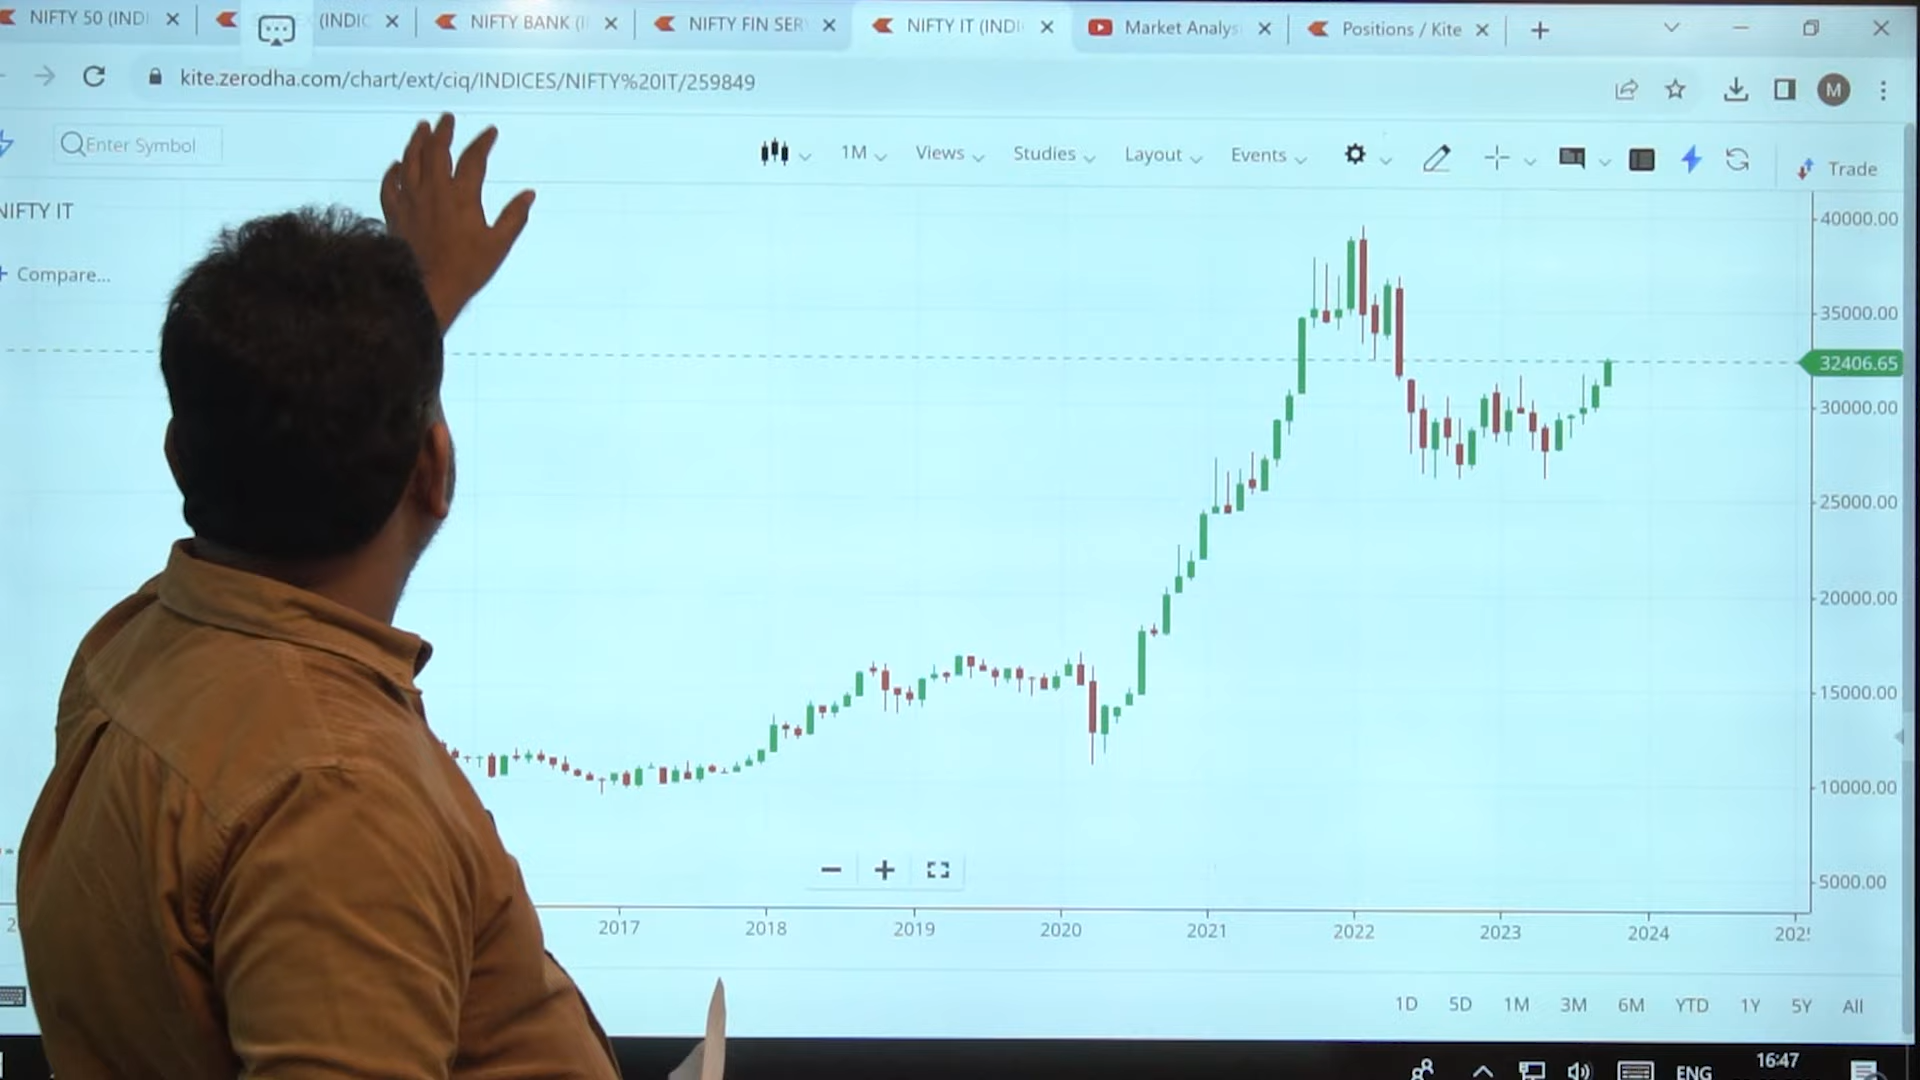 NIFTY 50 (INDI
(INDIC
NIFTY BANK (I
NIFTY FIN SER
NIFTY IT (INDI
Market Analys
Positions / Kite
kite.zerodha.com/chart/ext/ciq/INDICES/NIFTY%20IT/259849
M
Enter Symbol
1M
Views
Studies
Layout
Events
Trade
NIFTY IT
Compare...
40000.00
35000.00
32406.65
30000.00
25000.00
20000.00
15000.00
10000.00
5000.00
2
2017
2018
2019
2020
2021
2022
2023
2024
202
1D 5D 1M 3M 6M YTD 1Y 5Y All
ENG
16:47